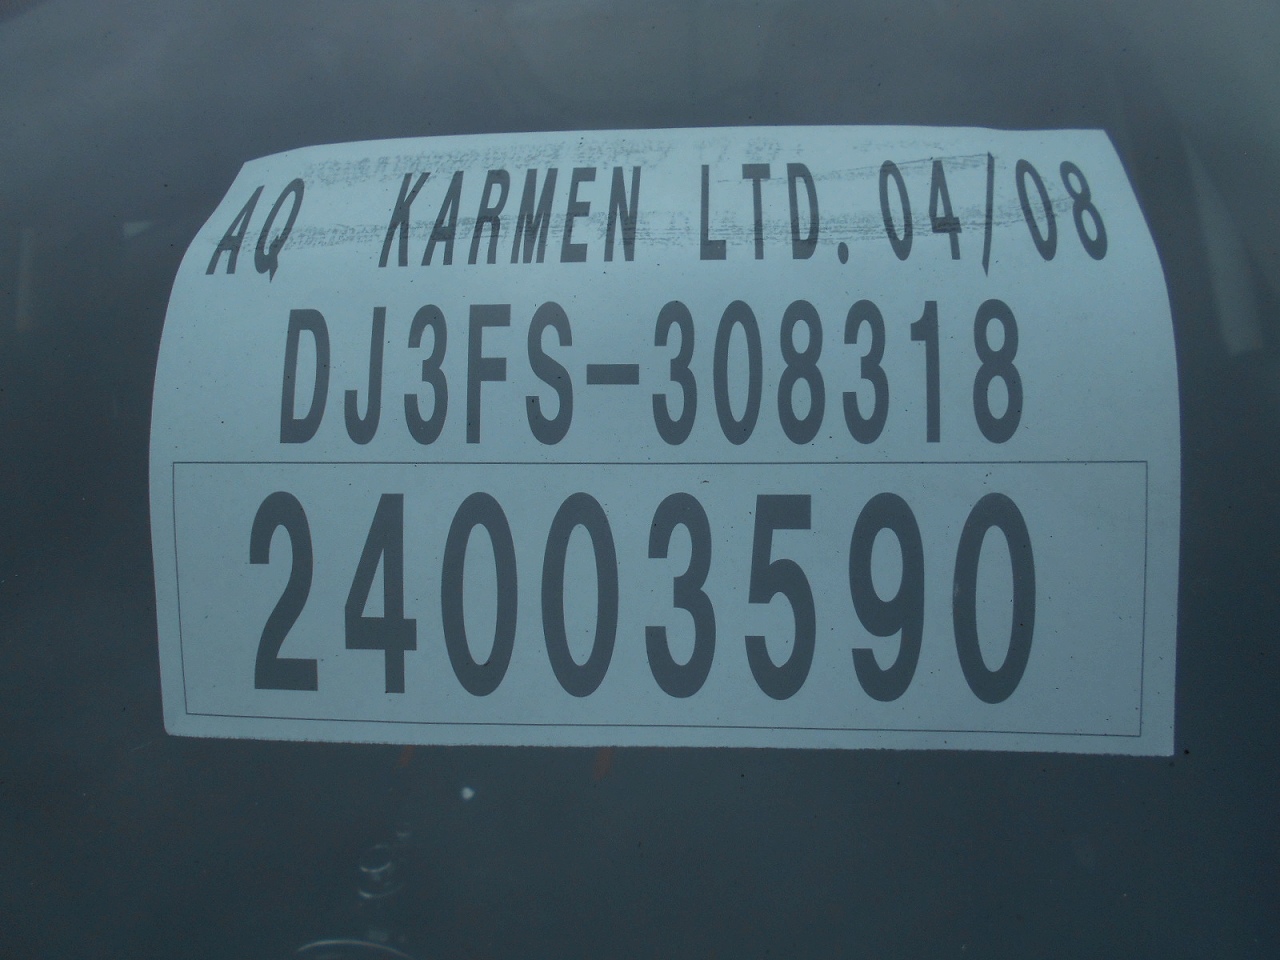 AQ KARMEN LTD. 04/08
DJ3FS-308318
24003590